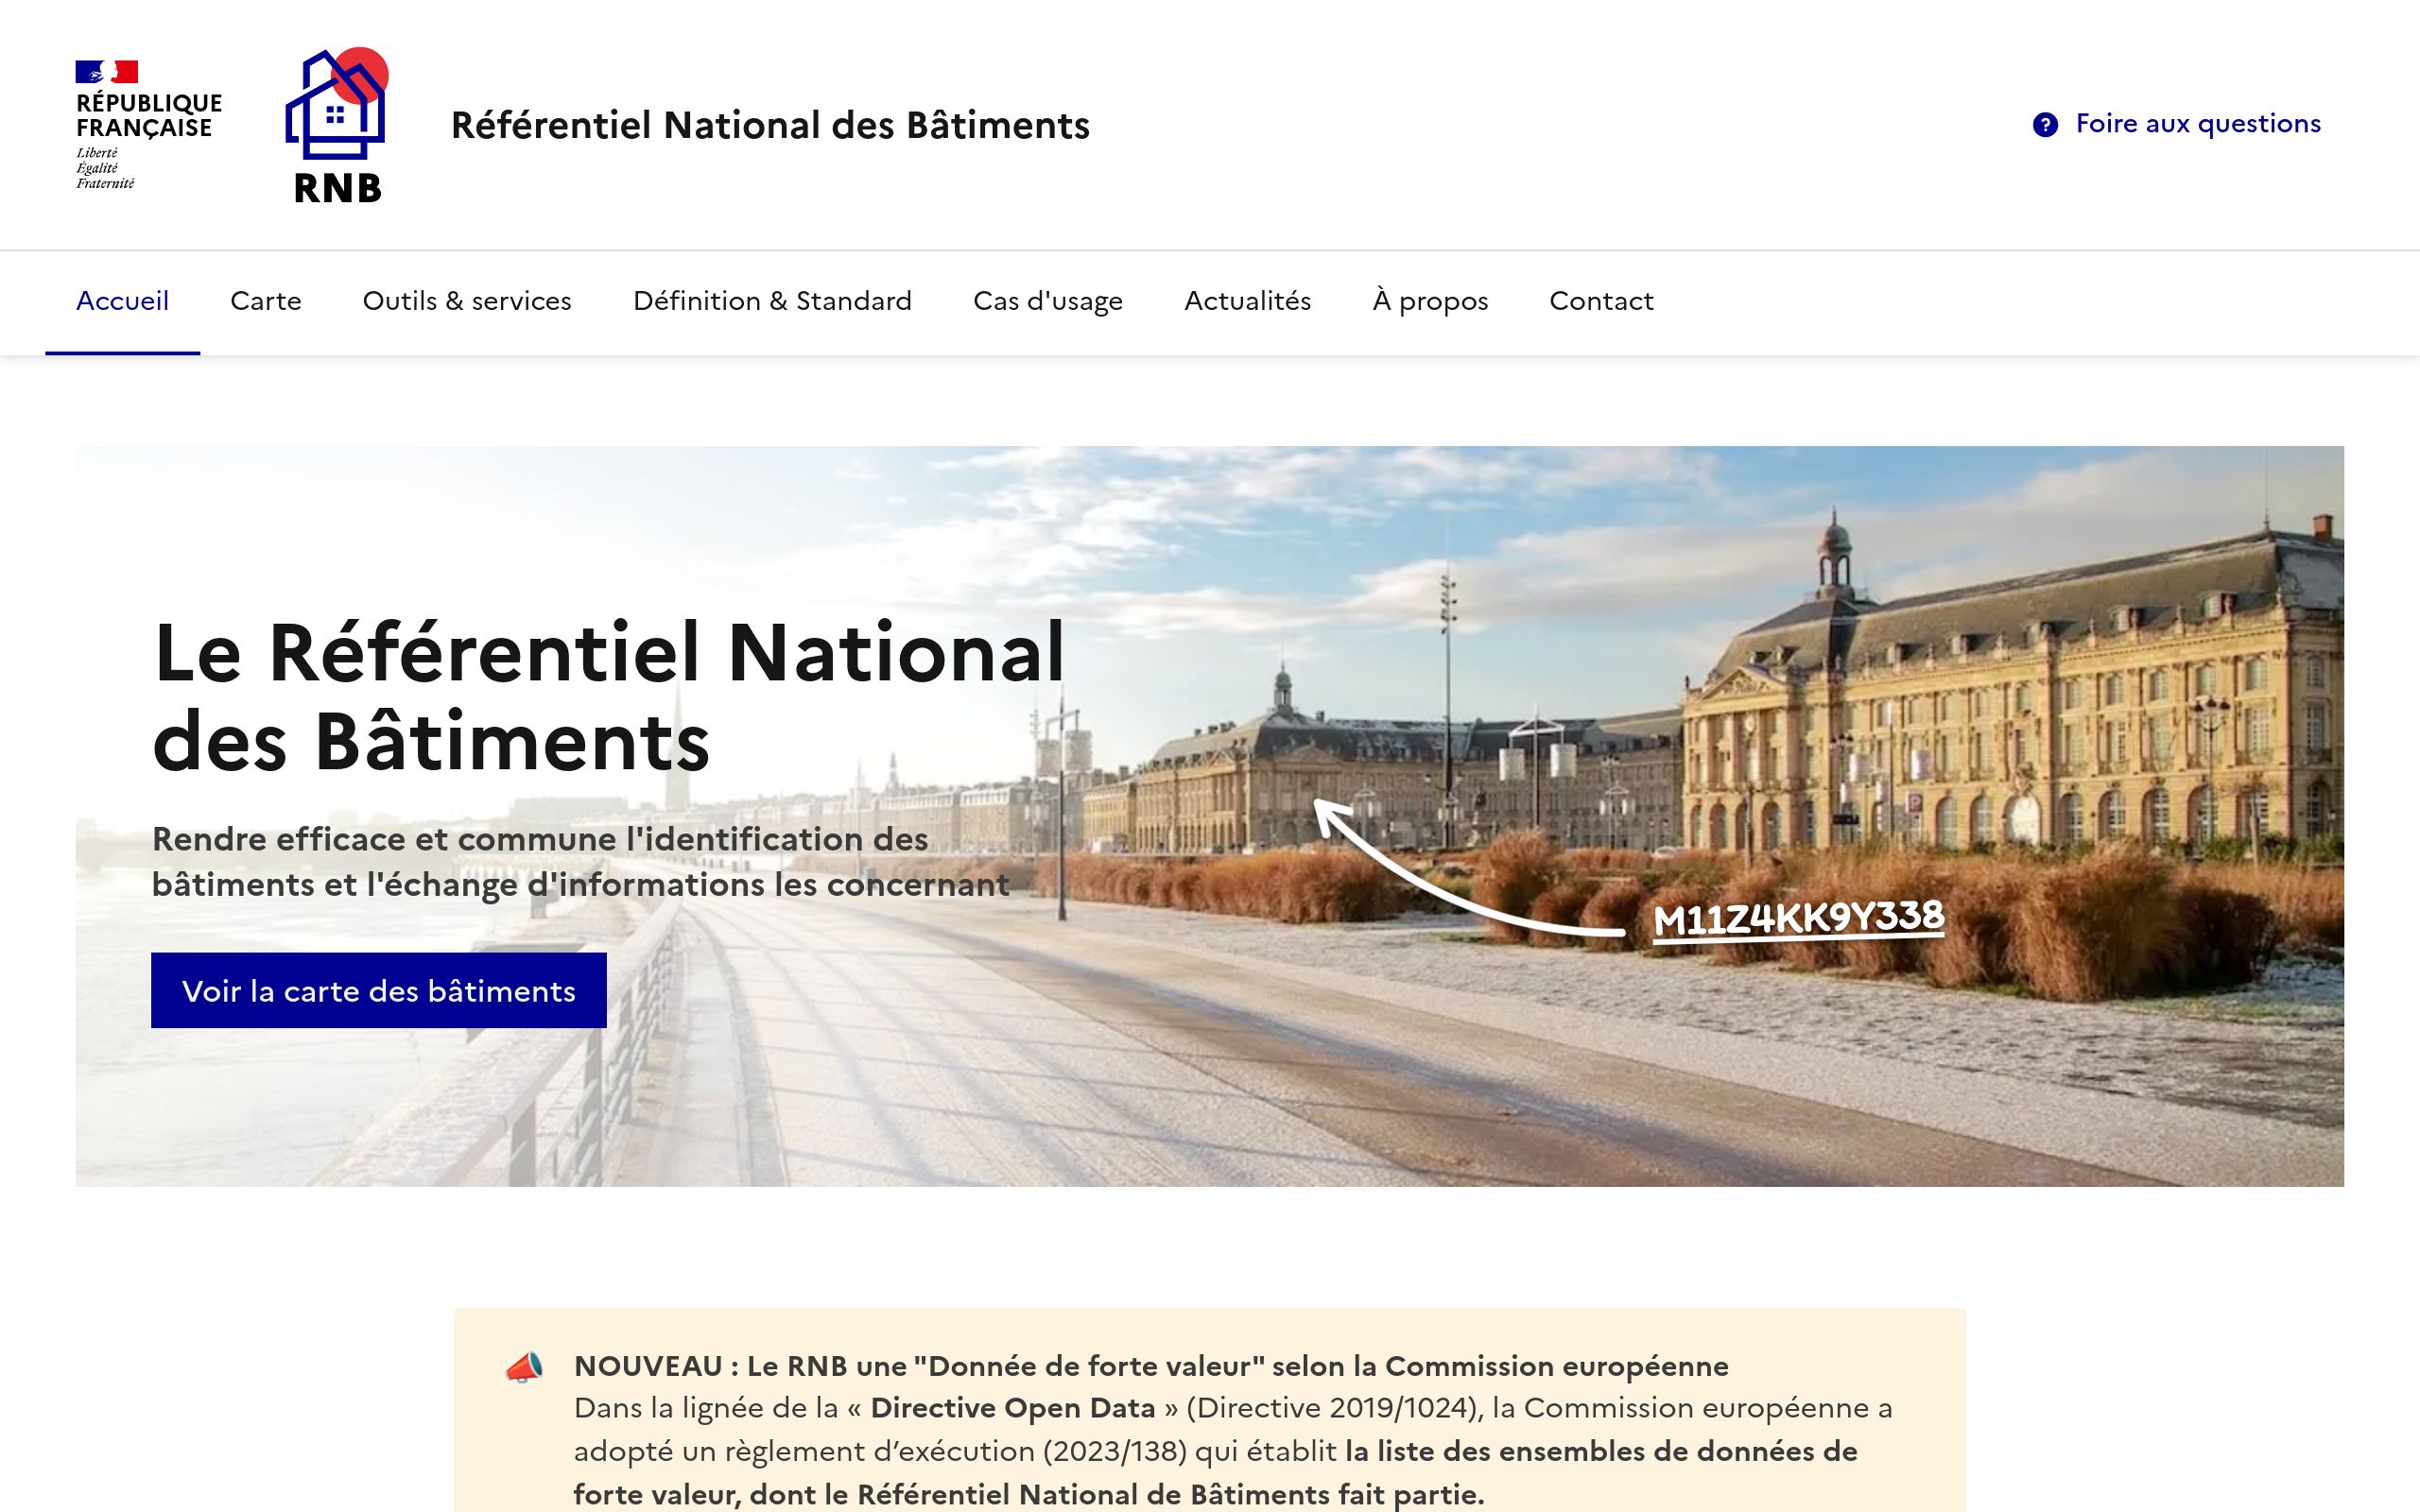 RÉPUBLIQUE
FRANÇAISE
Liberté
Égalité
Fraternité
RNB
Référentiel National des Bâtiments
Foire aux questions
Accueil
Carte
Outils & services
Définition & Standard
Cas d'usage
Actualités
À propos
Contact
Le Référentiel National
des Bâtiments
Rendre efficace et commune l'identification des
bâtiments et l'échange d'informations les concernant
Voir la carte des bâtiments
M11Z4KK9Y338
NOUVEAU : Le RNB une "Donnée de forte valeur" selon la Commission européenne
Dans la lignée de la « Directive Open Data » (Directive 2019/1024), la Commission européenne a
adopté un règlement d’exécution (2023/138) qui établit la liste des ensembles de données de
forte valeur, dont le Référentiel National de Bâtiments fait partie.